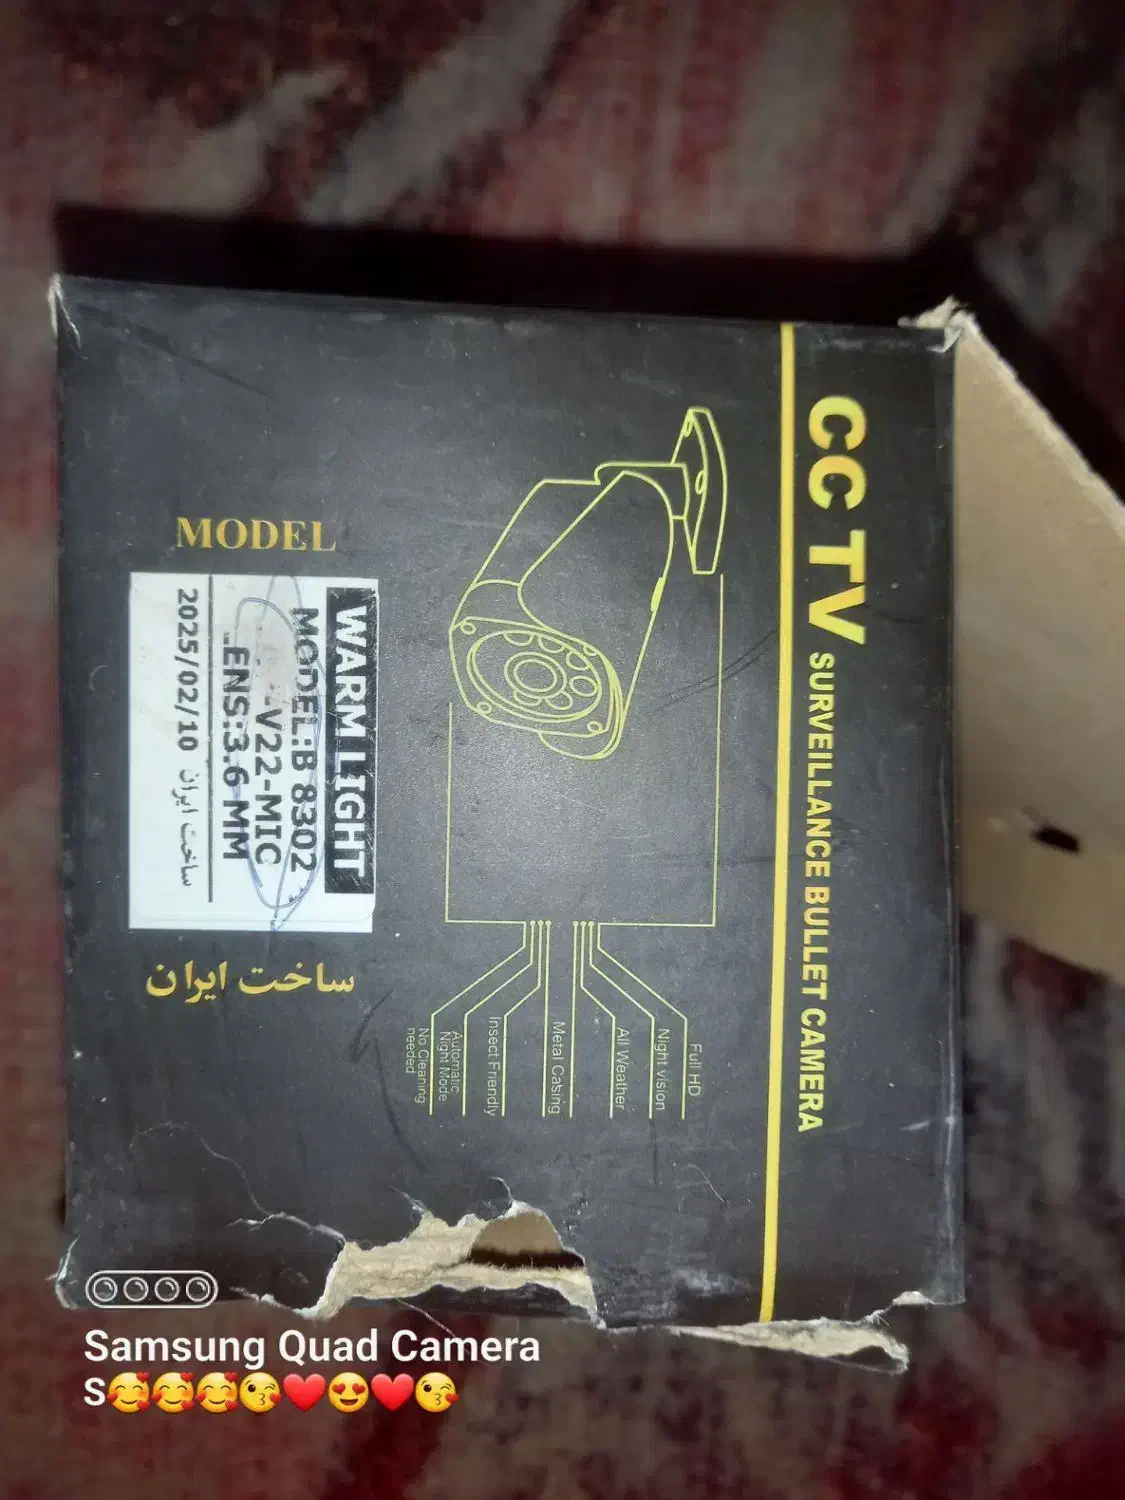 CC TV SURVEILLANCE BULLET CAMERA
Full HD
Night vision
All Weather
Metal Casing
Insect Friendly
Automatic
Night Mode
No Cleaning
needed
MODEL
WARM LIGHT
MODEL:B 8302
V22-MIC
LENS:3.6 MM
2025/02/10 ساخت ایران
ساخت ایران
Samsung Quad Camera
S🥰🥰🥰😘❤️😍❤️😘